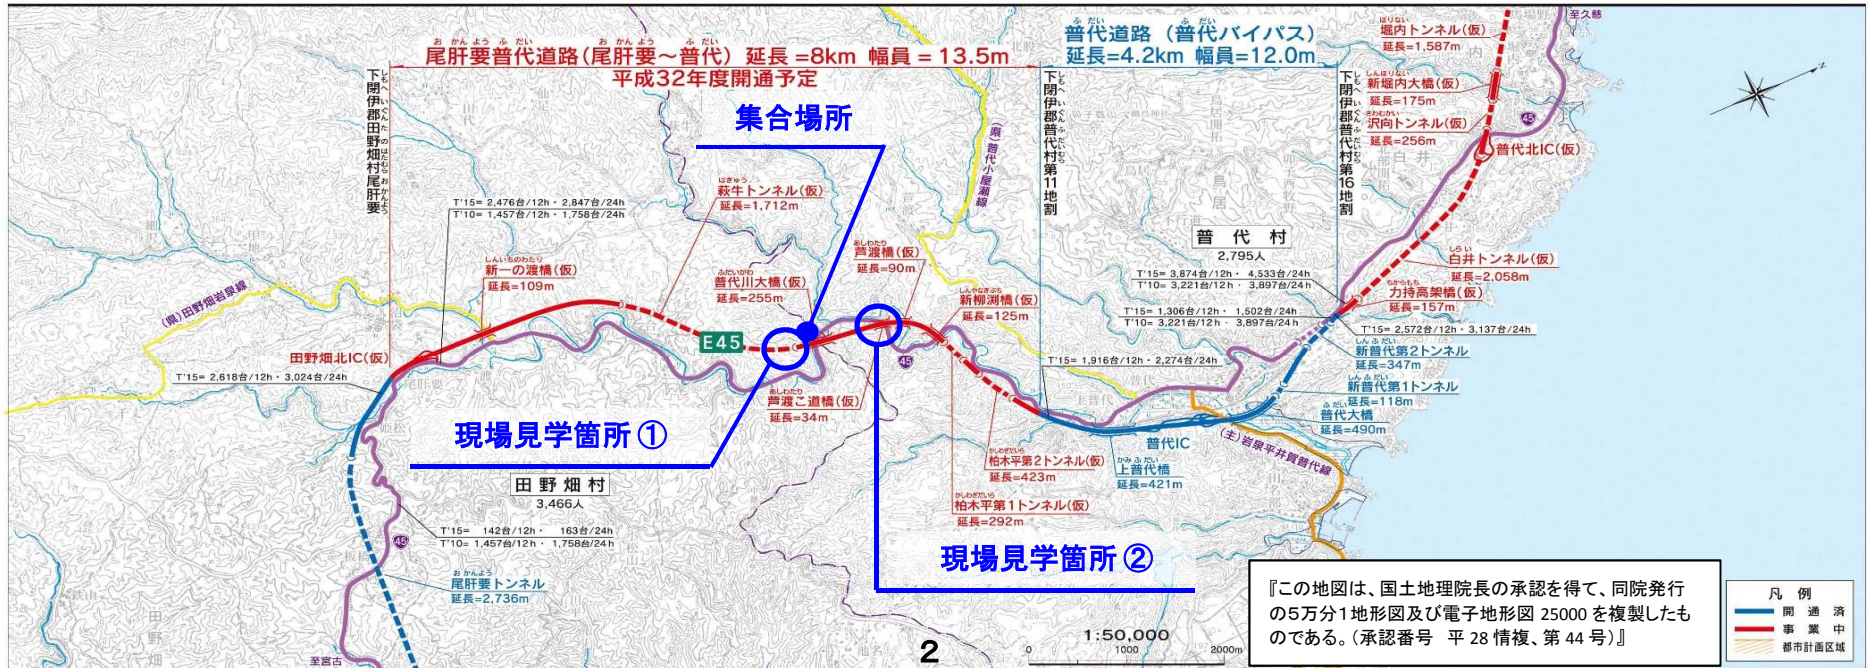 尾肝要普代道路(尾肝要～普代) 延長=8km 幅員=13.5m
平成32年度開通予定
普代道路(普代バイパス)
延長=4.2km 幅員=12.0m
下閉伊郡田野畑村尾肝要
下閉伊郡普代村第11地割
下閉伊郡普代村第16地割
集合場所
現場見学箇所①
現場見学箇所②
至久慈
堀内トンネル(仮)
延長=1,587m
新堀内大橋(仮)
延長=175m
沢向トンネル(仮)
延長=256m
45
普代北IC(仮)
白井トンネル(仮)
延長=2,058m
力持高架橋(仮)
延長=157m
(県)普代小屋瀬線
普代村
2,795人
T'15= 3,874台/12h・ 4,533台/24h
T'10= 3,221台/12h・ 3,897台/24h
T'15= 1,306台/12h・ 1,502台/24h
T'10= 3,221台/12h・ 3,897台/24h
T'15= 2,572台/12h・3,137台/24h
T'15= 1,916台/12h・2,274台/24h
新普代第2トンネル
延長=347m
新普代第1トンネル
延長=118m
普代大橋
延長=490m
(主)岩泉平井賀普代線
普代IC
上普代橋
延長=421m
柏木平第2トンネル(仮)
延長=423m
柏木平第1トンネル(仮)
延長=292m
T'15= 2,476台/12h・2,847台/24h
T'10= 1,457台/12h・1,758台/24h
萩牛トンネル(仮)
延長=1,712m
新一の渡橋(仮)
延長=109m
普代川大橋(仮)
延長=255m
芦渡橋(仮)
延長=90m
新柳渕橋(仮)
延長=125m
芦渡こ道橋(仮)
延長=34m
E45
45
(県)田野畑岩泉線
田野畑北IC(仮)
T'15= 2,618台/12h・3,024台/24h
田野畑村
3,466人
T'15= 142台/12h・ 163台/24h
T'10= 1,457台/12h・1,758台/24h
45
尾肝要トンネル
延長=2,736m
至宮古
2
1:50,000
0 1000 2000m
『この地図は、国土地理院長の承認を得て、同院発行
の5万分1地形図及び電子地形図25000を複製したも
のである。(承認番号 平28情複、第44号)』
凡例
開通済
事業中
都市計画区域